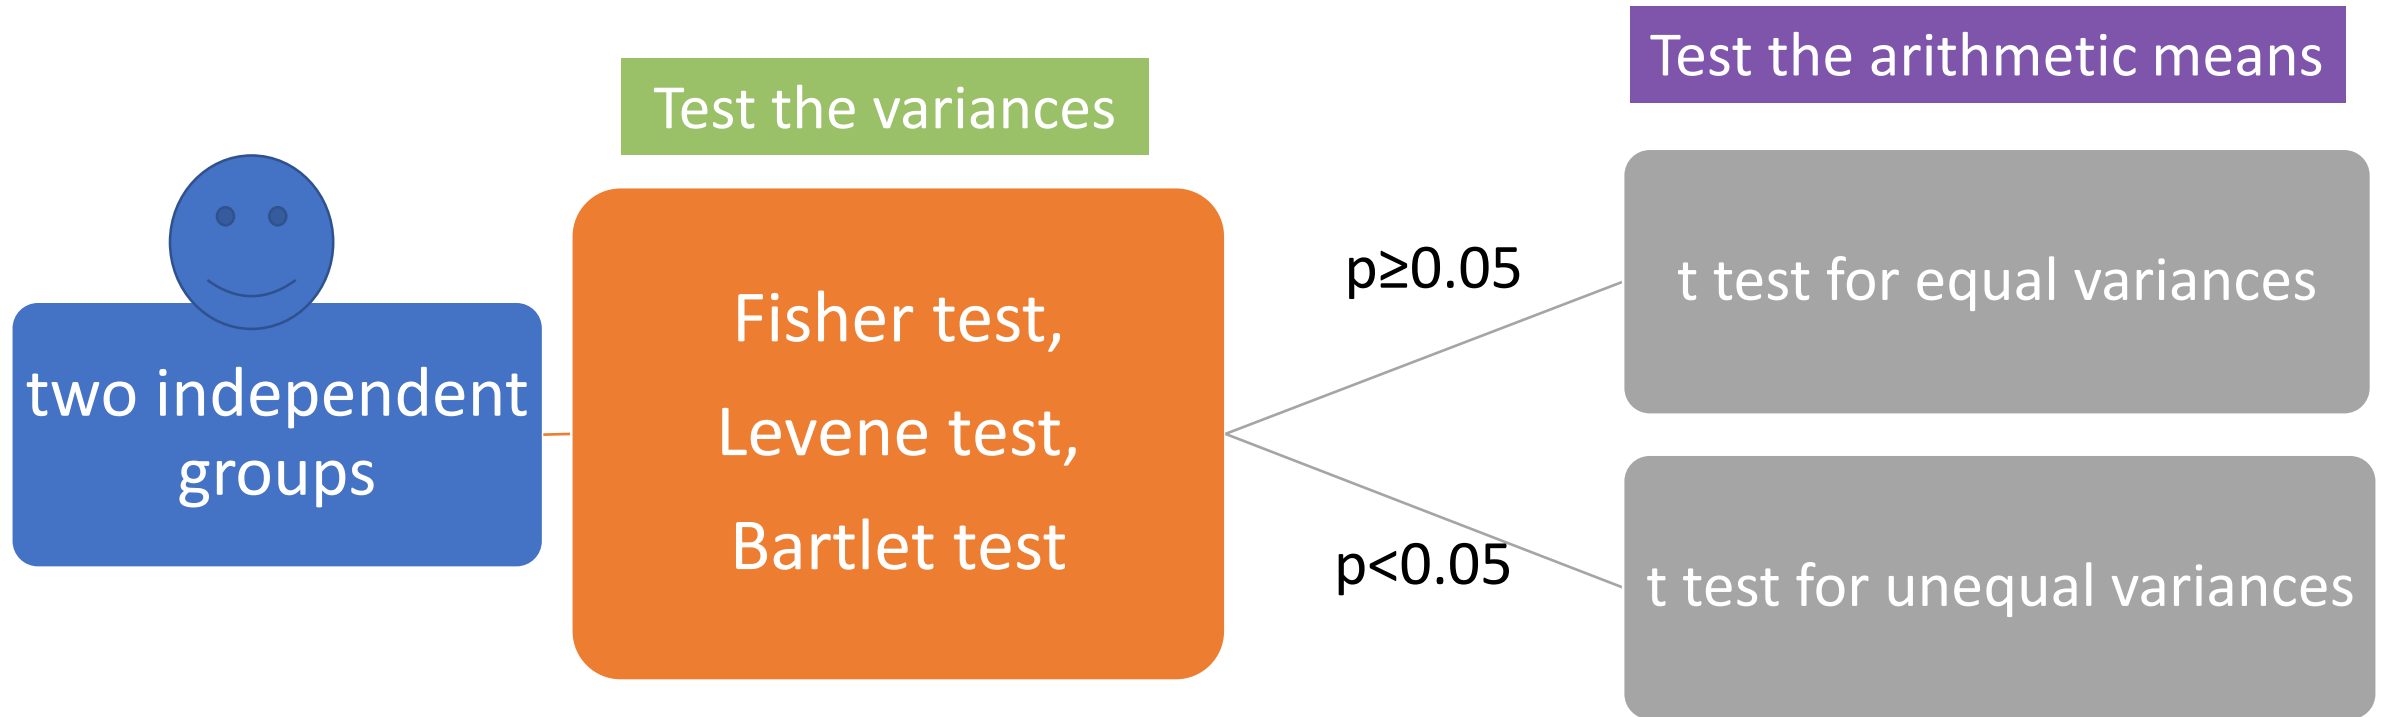 two independent
groups
Test the variances
Fisher test,
Levene test,
Bartlet test
p≥0.05
p<0.05
Test the arithmetic means
t test for equal variances
t test for unequal variances